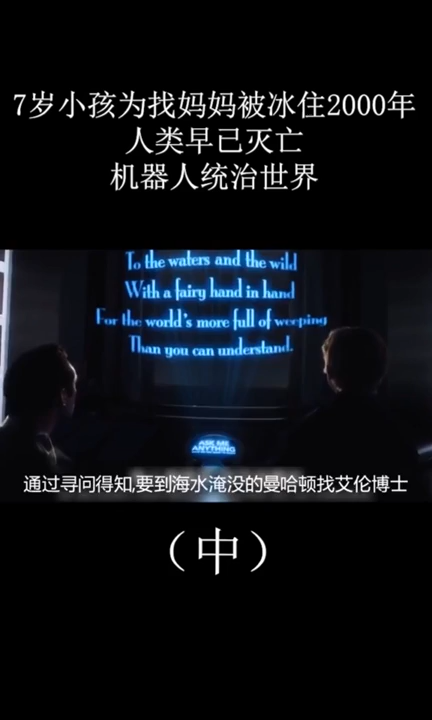 7岁小孩为找妈妈被冰住2000年
人类早已灭亡
机器人统治世界
To the waters and the wild
With a fairy hand in hand
For the world's more full of weeping
Than you can understand.
ASK ME
ANYTHING
通过寻问得知,要到海水淹没的曼哈顿找艾伦博士
（中）